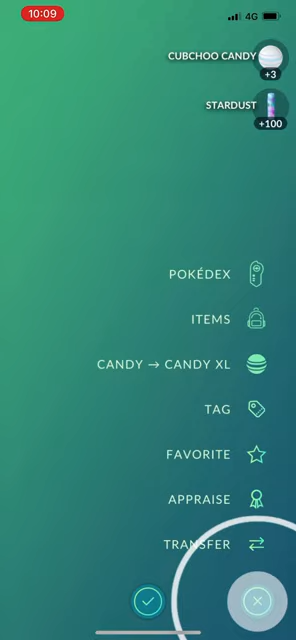 10:09
4G
CUBCHOO CANDY
+3
STARDUST
+100
POKÉDEX
ITEMS
CANDY → CANDY XL
TAG
FAVORITE
APPRAISE
TRANSFER